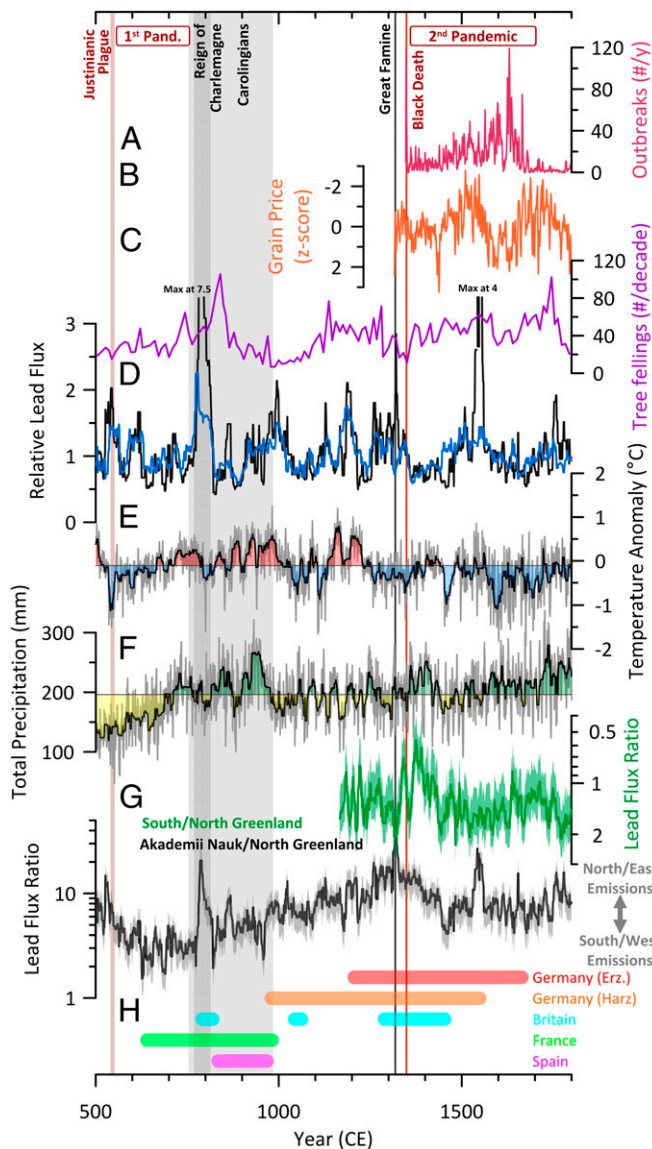 Justinianic
Plague
1st Pand.
Reign of
Charlemagne
Carolingians
Great Famine
2nd Pandemic
Black Death
A
B
C
D
E
F
G
H
120
80
40
0
Outbreaks (#/y)
-2
0
2
Grain Price
(z-score)
120
80
40
0
Tree fellings (#/decade)
Max at 7.5
Max at 4
3
2
1
0
Relative Lead Flux
2
1
0
-1
-2
Temperature Anomaly (°C)
300
200
100
Total Precipitation (mm)
0.5
1
2
Lead Flux Ratio
South/North Greenland
Akademii Nauk/North Greenland
10
1
Lead Flux Ratio
North/East
Emissions
South/West
Emissions
Germany (Erz.)
Germany (Harz)
Britain
France
Spain
500
1000
1500
Year (CE)